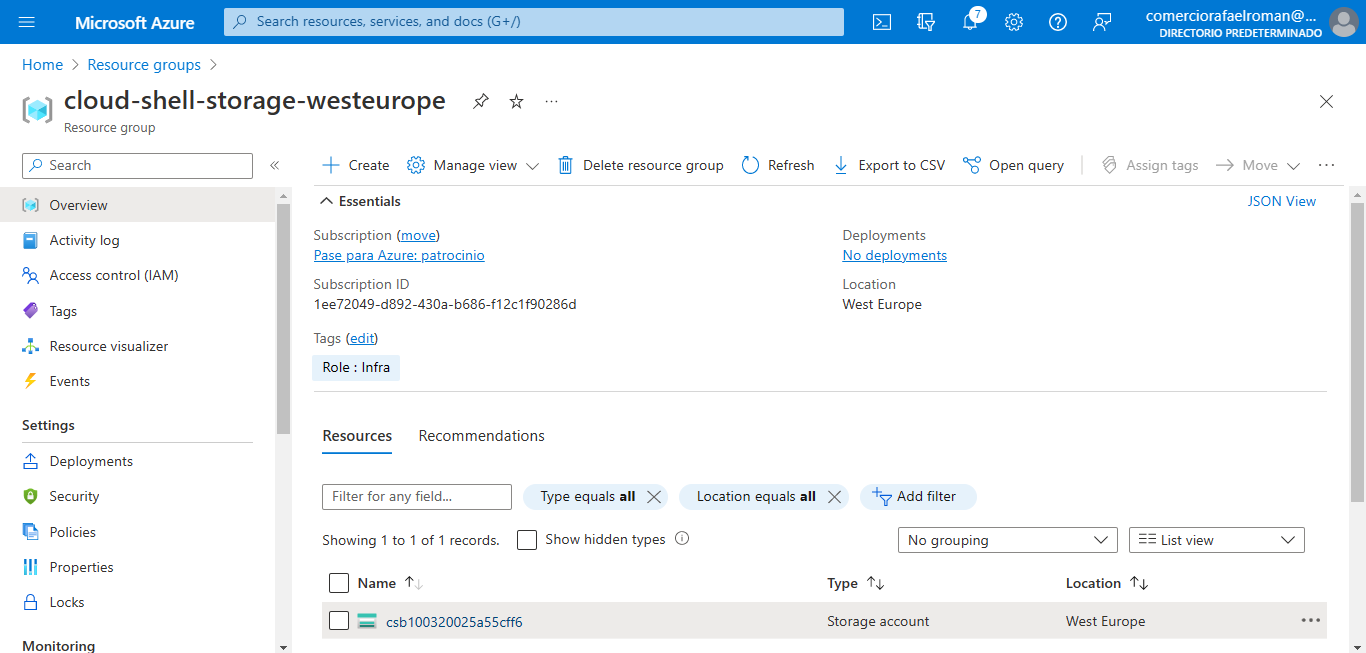 Microsoft Azure
Search resources, services, and docs (G+/)
7
comerciorafaelroman@...
DIRECTORIO PREDETERMINADO
Home > Resource groups >
cloud-shell-storage-westeurope
Resource group
Search
Create
Manage view
Delete resource group
Refresh
Export to CSV
Open query
Assign tags
Move
Overview
Activity log
Access control (IAM)
Tags
Resource visualizer
Events
Settings
Deployments
Security
Policies
Properties
Locks
Monitoring
Essentials
JSON View
Subscription (move)
Pase para Azure: patrocinio
Subscription ID
1ee72049-d892-430a-b686-f12c1f90286d
Deployments
No deployments
Location
West Europe
Tags (edit)
Role : Infra
Resources
Recommendations
Filter for any field...
Type equals all
Location equals all
Add filter
Showing 1 to 1 of 1 records.
Show hidden types
No grouping
List view
Name
Type
Location
csb100320025a55cff6
Storage account
West Europe